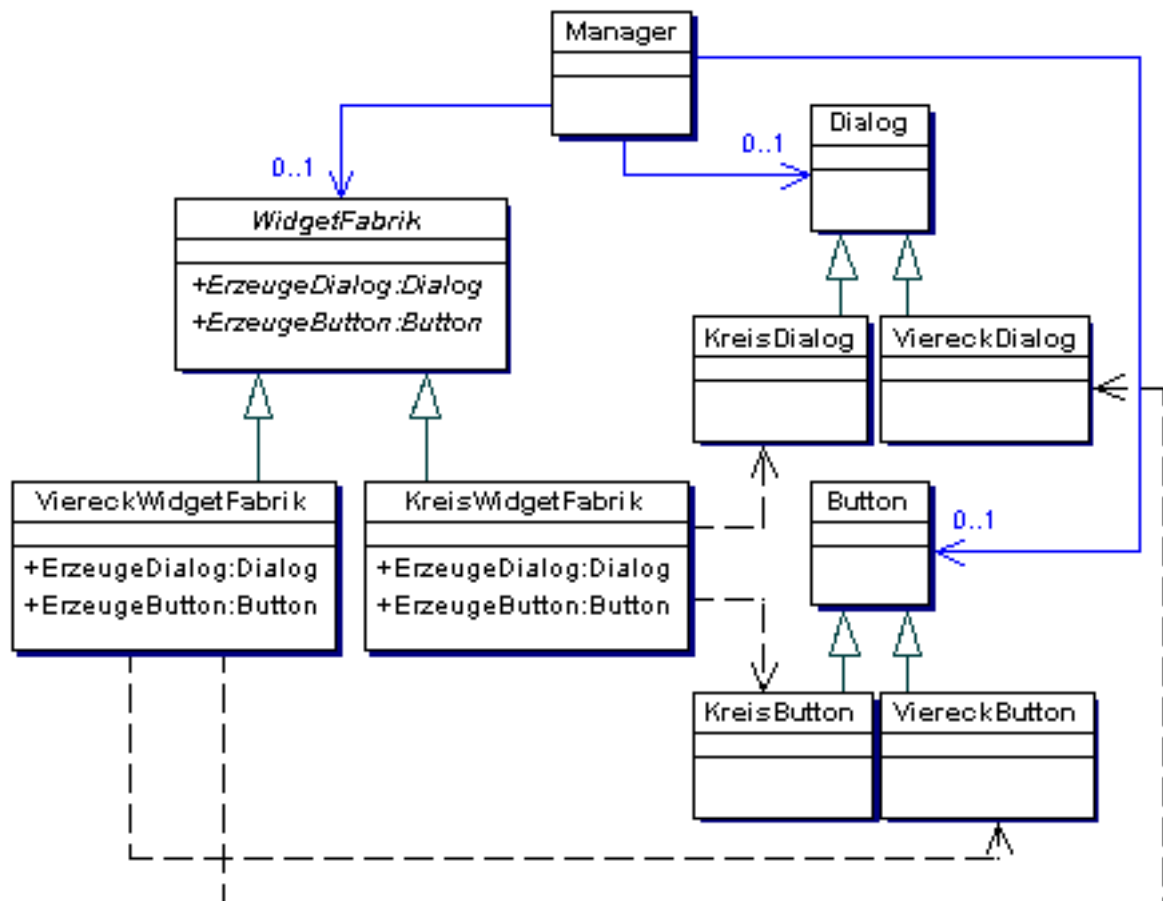 Manager
Dialog
0..1
0..1
WidgetFabrik
+ErzeugeDialog:Dialog
+ErzeugeButton:Button
KreisDialog
ViereckDialog
ViereckWidgetFabrik
+ErzeugeDialog:Dialog
+ErzeugeButton:Button
KreisWidgetFabrik
+ErzeugeDialog:Dialog
+ErzeugeButton:Button
Button
0..1
KreisButton
ViereckButton